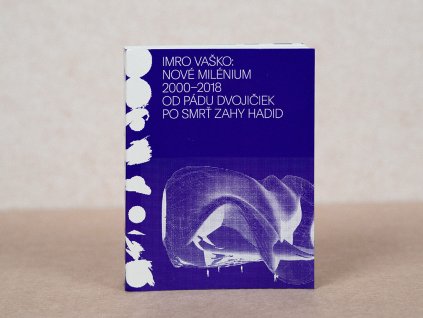 IMRO VAŠKO:
NOVÉ MILÉNIUM
2000–2018
OD PÁDU DVOJIČIEK
PO SMRŤ ZAHY HADID